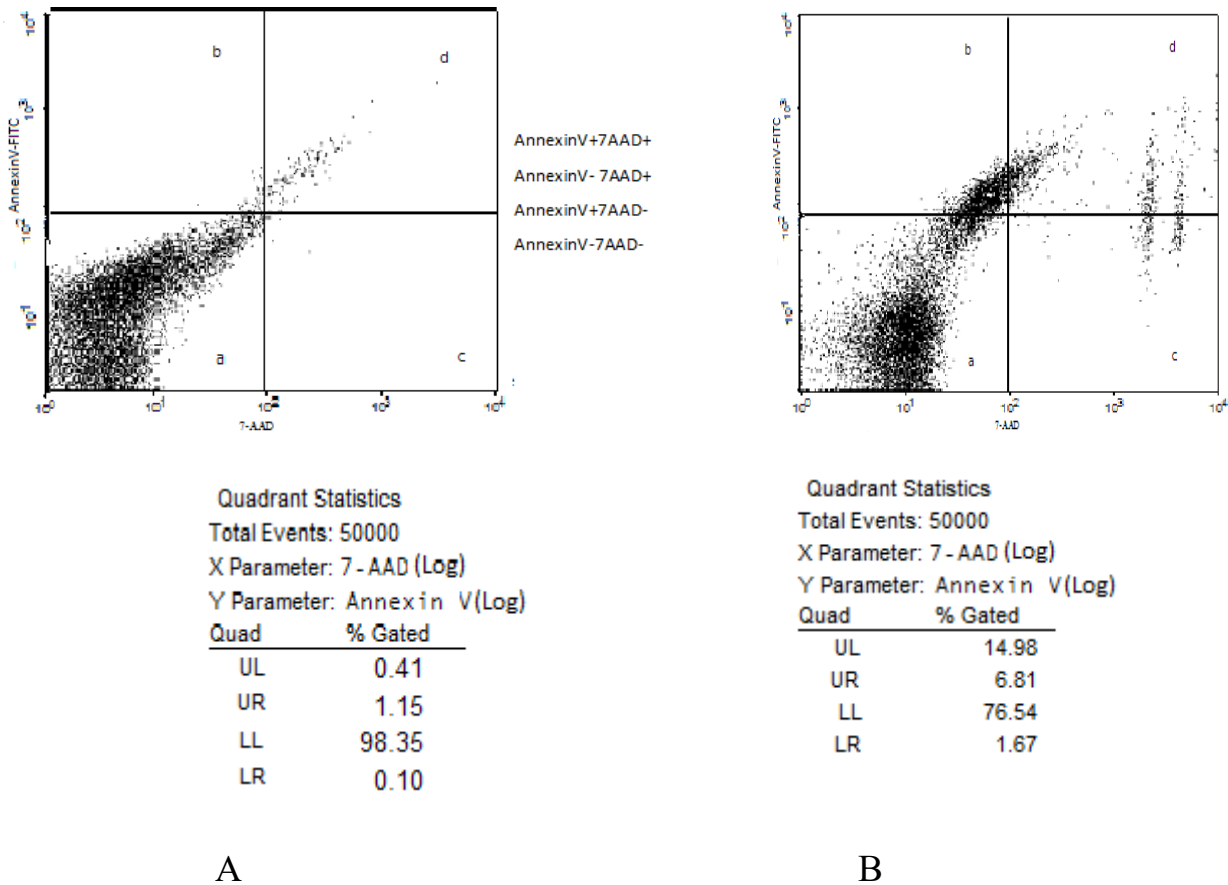 10⁴
b
d
10³
AnnexinV-FITC
10²
10¹
a
c
10⁰ 10¹ 10² 10³ 10⁴
7-AAD
AnnexinV+7AAD+
AnnexinV- 7AAD+
AnnexinV+7AAD-
AnnexinV-7AAD-
10⁴
b
d
10³
AnnexinV-FITC
10²
10¹
a
c
10⁰ 10¹ 10² 10³ 10⁴
7-AAD
Quadrant Statistics
Total Events: 50000
X Parameter: 7-AAD (Log)
Y Parameter: Annexin V(Log)
Quad % Gated
UL 0.41
UR 1.15
LL 98.35
LR 0.10
Quadrant Statistics
Total Events: 50000
X Parameter: 7-AAD (Log)
Y Parameter: Annexin V(Log)
Quad % Gated
UL 14.98
UR 6.81
LL 76.54
LR 1.67
A
B